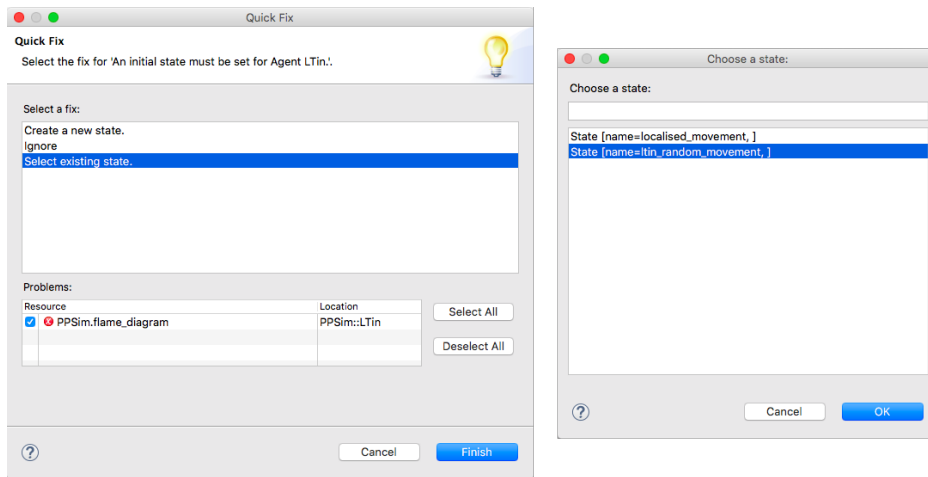 Quick Fix
Quick Fix
Select the fix for 'An initial state must be set for Agent LTin.'.
Select a fix:
Create a new state.
Ignore
Select existing state.
Problems:
Resource Location
PPSim.flame_diagram PPSim::LTin
Select All
Deselect All
? Cancel Finish
Choose a state:
Choose a state:
State [name=localised_movement, ]
State [name=ltin_random_movement, ]
? Cancel OK